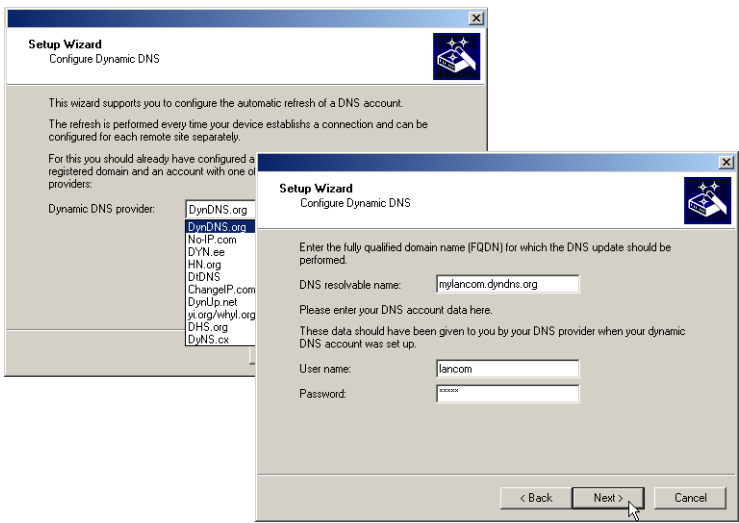 Setup Wizard
Configure Dynamic DNS
This wizard supports you to configure the automatic refresh of a DNS account.
The refresh is performed every time your device establishs a connection and can be
configured for each remote site separately.
For this you should already have configured a
registered domain and an account with one of
providers:
Dynamic DNS provider:
DynDNS.org
DynDNS.org
No-IP.com
DYN.ee
HN.org
DtDNS
ChangeIP.com
DynUp.net
yi.org/whyI.org
DHS.org
DyNS.cx
Setup Wizard
Configure Dynamic DNS
Enter the fully qualified domain name (FQDN) for which the DNS update should be
performed.
DNS resolvable name:
mylancom.dyndns.org
Please enter your DNS account data here.
These data should have been given to you by your DNS provider when your dynamic
DNS account was set up.
User name:
lancom
Password:
xxxxx
< Back
Next >
Cancel